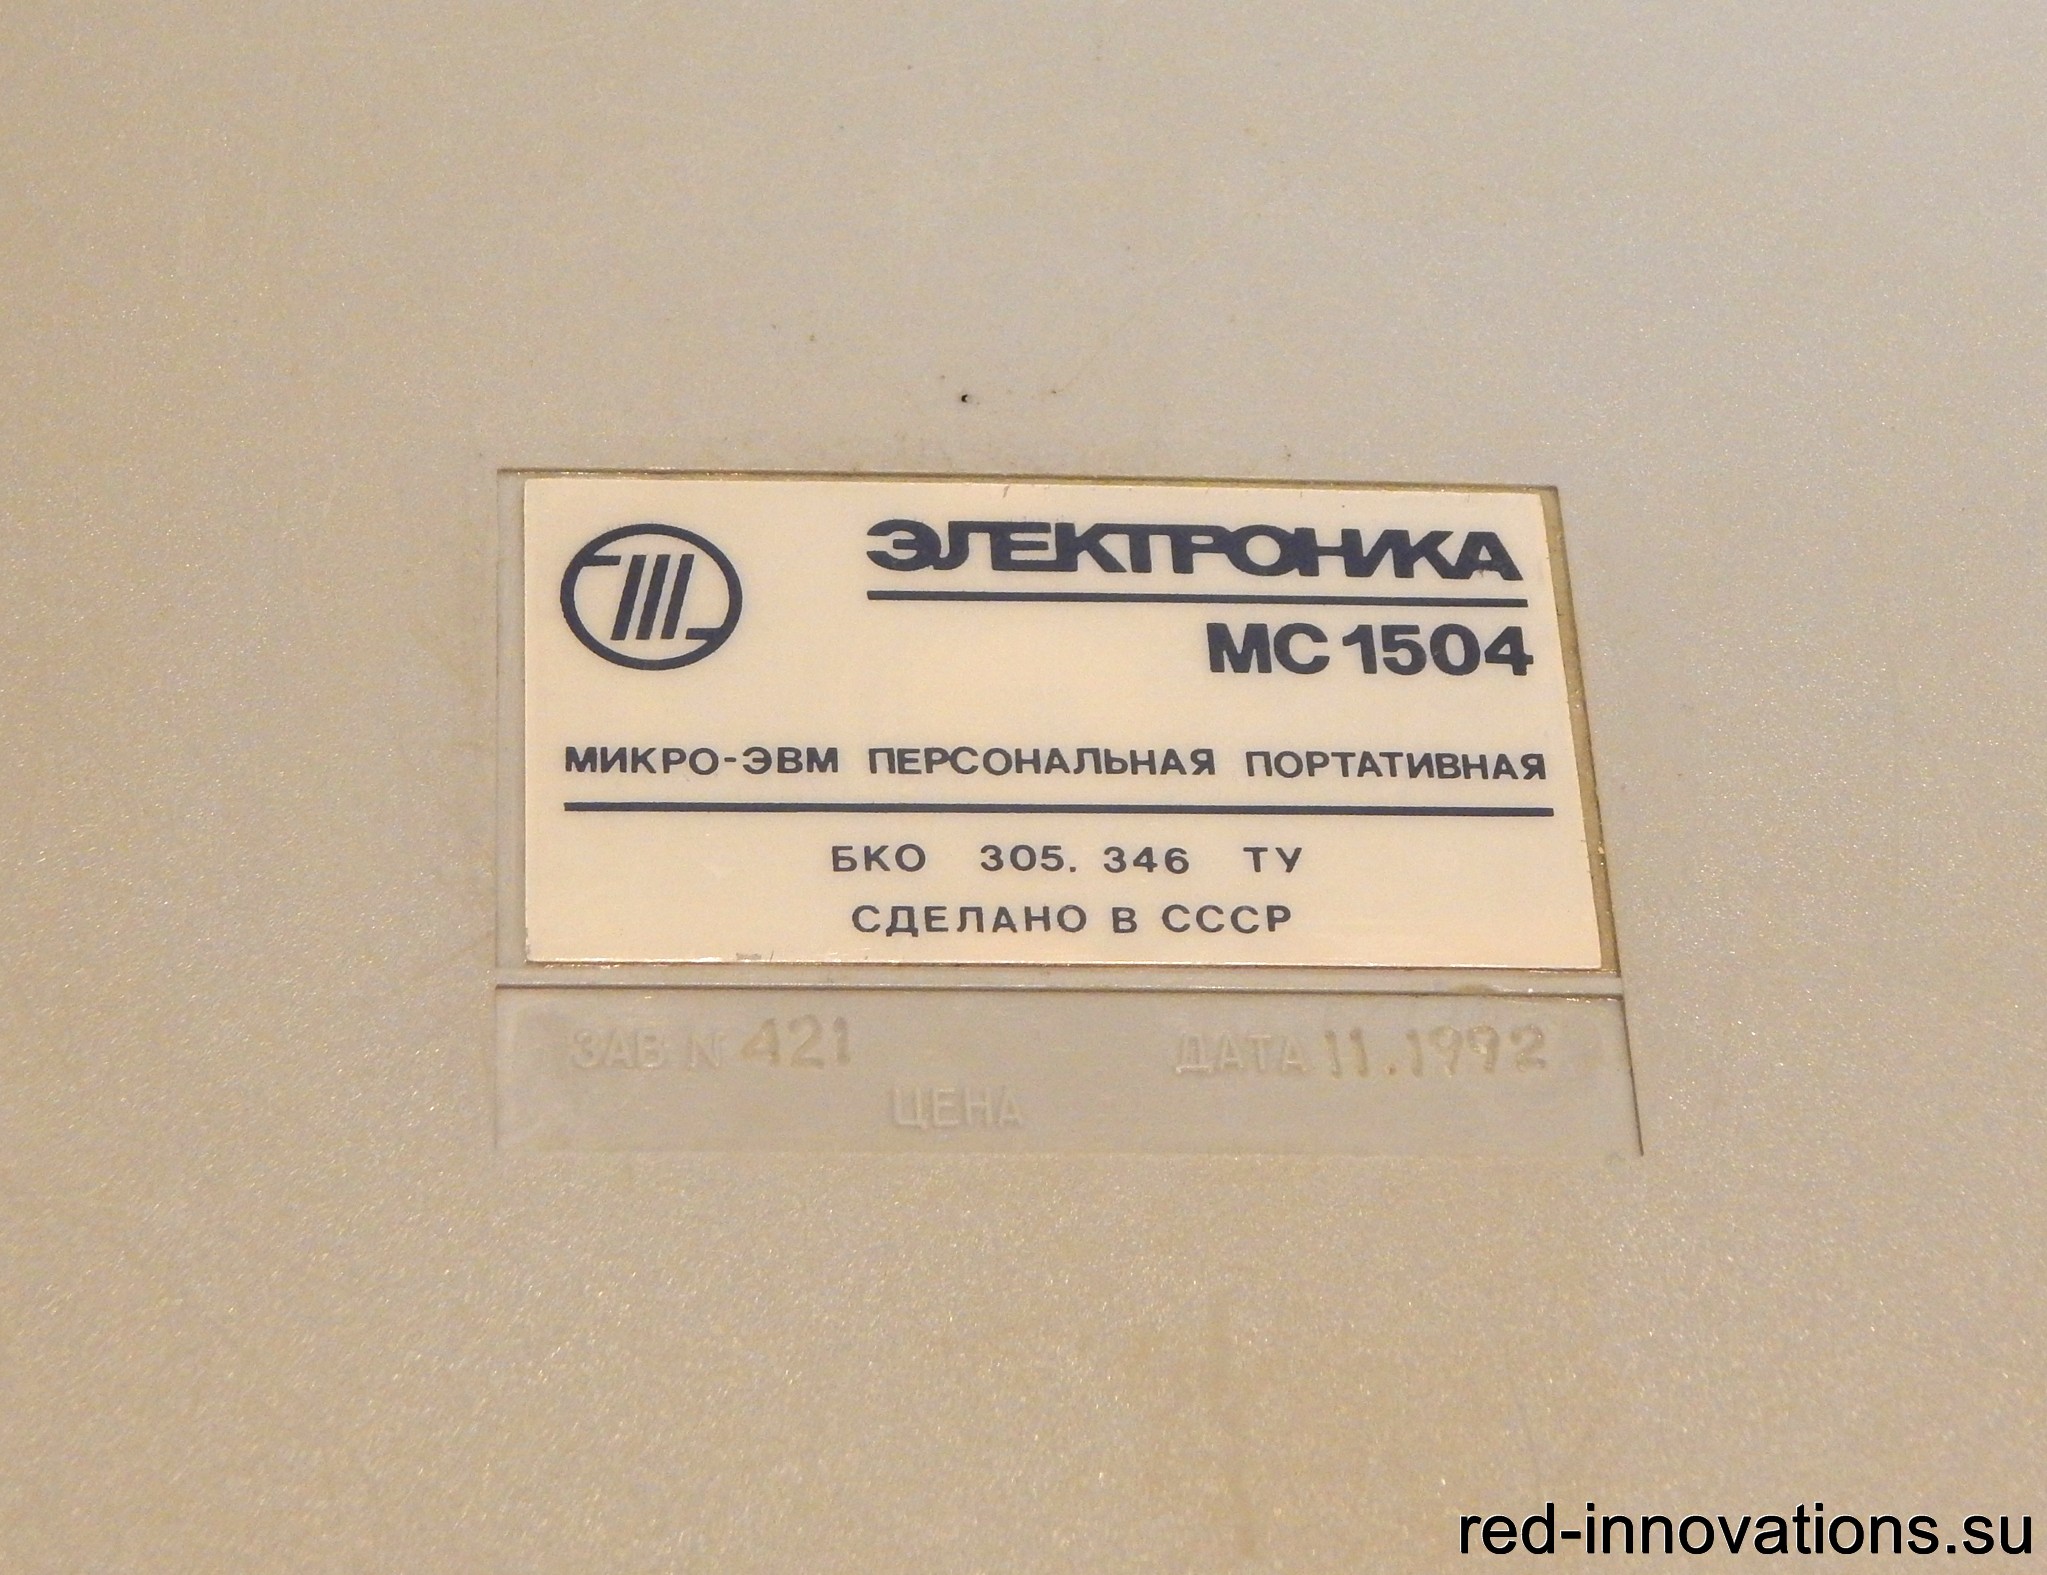 ЭЛЕКТРОНИКА
МС 1504
МИКРО-ЭВМ ПЕРСОНАЛЬНАЯ ПОРТАТИВНАЯ
БКО 305. 346 ТУ
СДЕЛАНО В СССР
ЗАВ N 421 ДАТА 11.1992
ЦЕНА
red-innovations.su